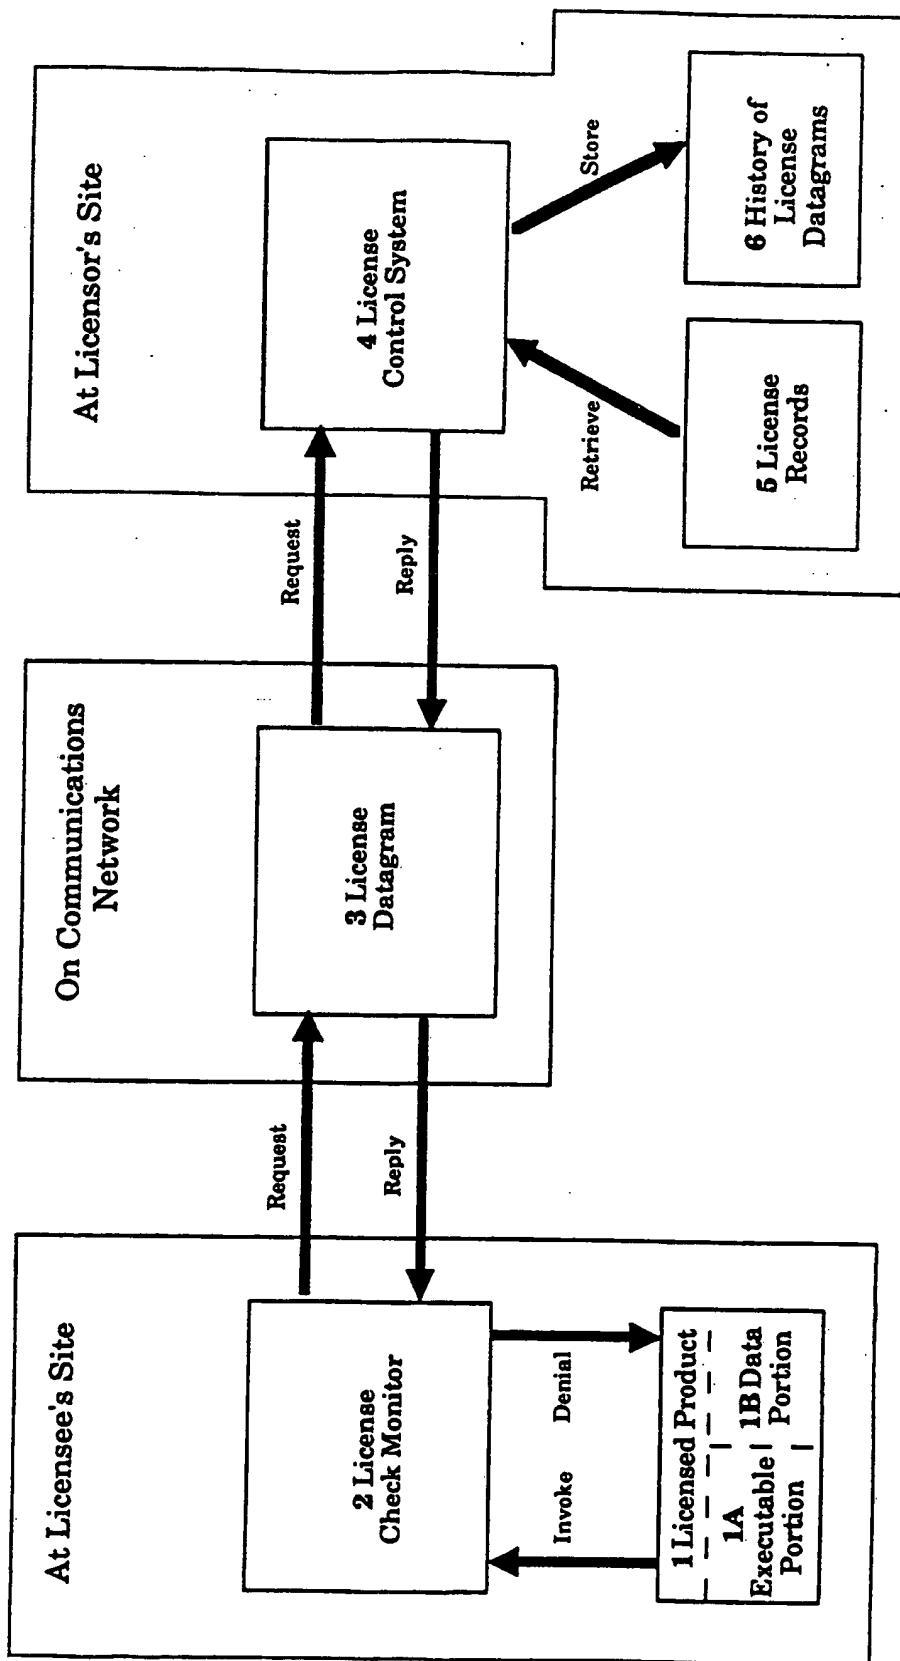 At Licensee's Site
2 License
Check Monitor
Invoke
Denial
1 Licensed Product
1A
Executable
Portion
1B Data
Portion
Request
Reply
On Communications
Network
3 License
Datagram
Request
Reply
At Licensor's Site
4 License
Control System
Retrieve
Store
5 License
Records
6 History of
License
Datagrams